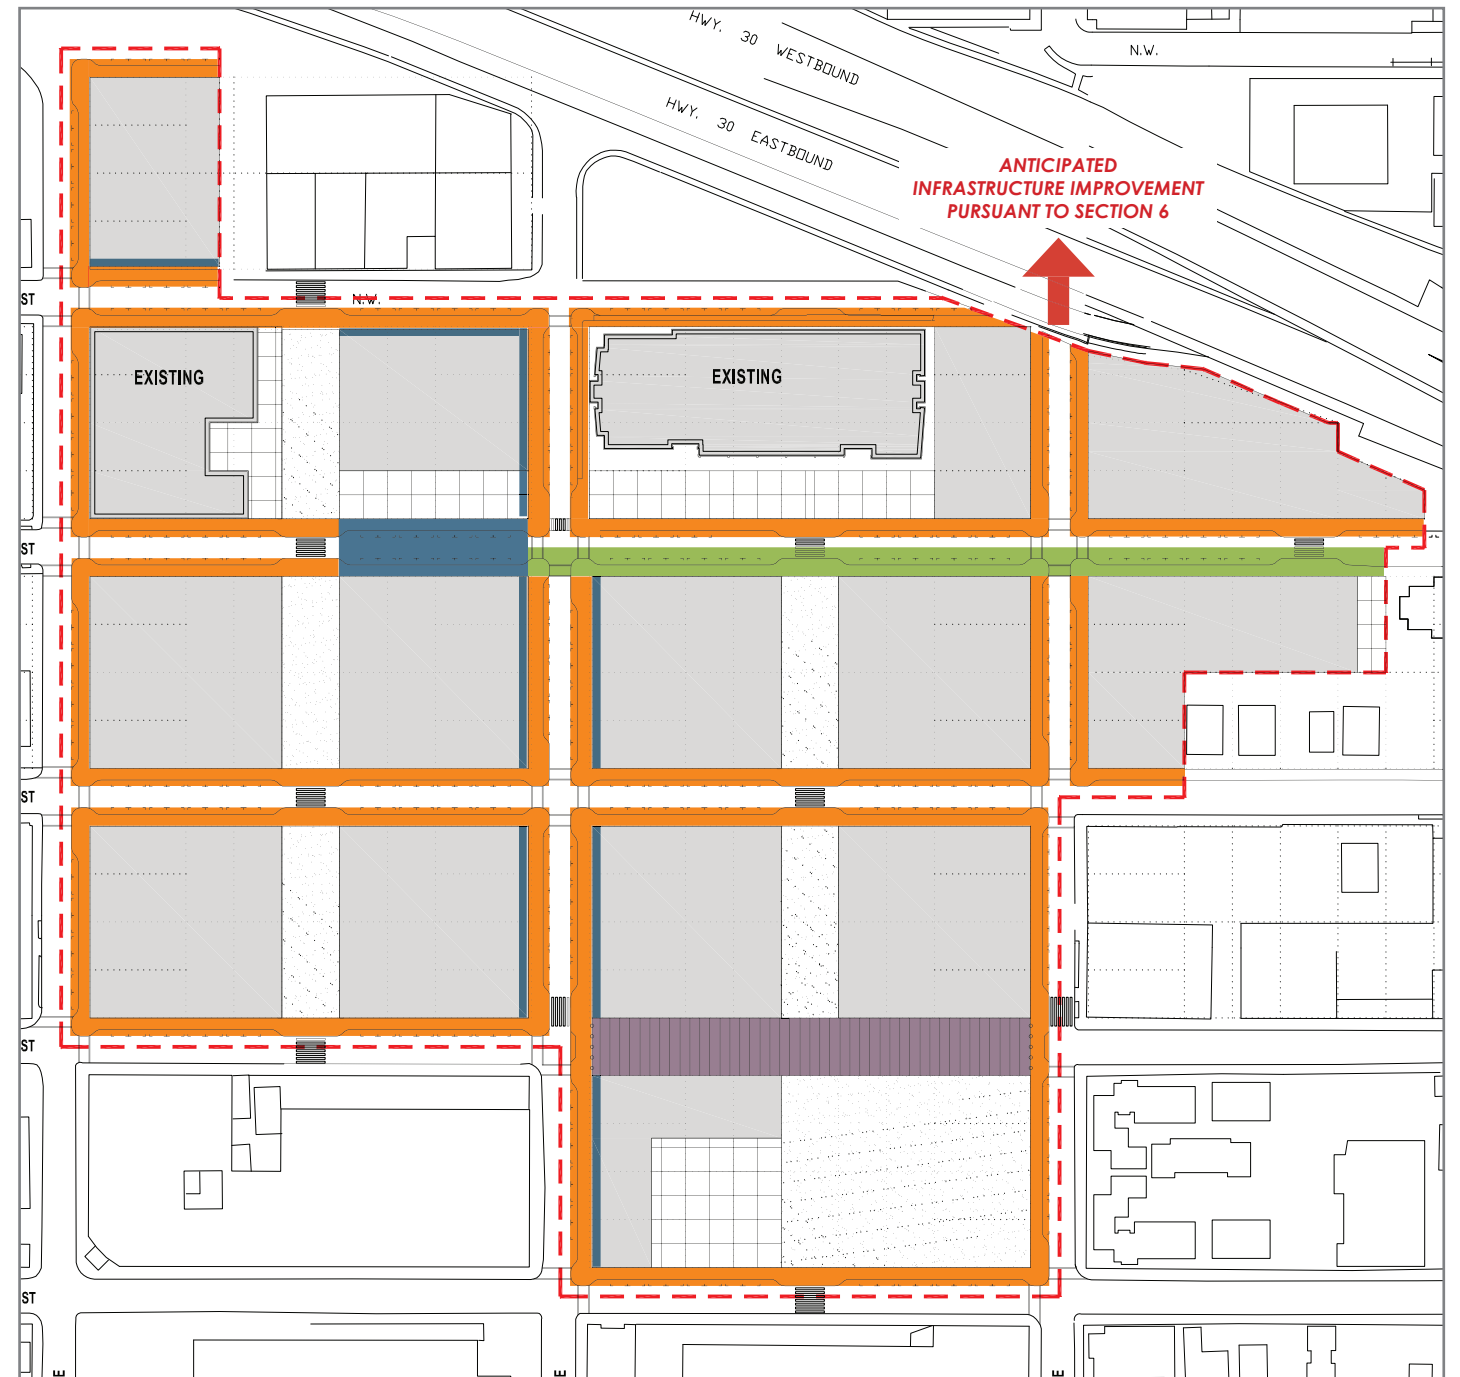 HWY. 30 WESTBOUND
N.W.
HWY. 30 EASTBOUND
ANTICIPATED
INFRASTRUCTURE IMPROVEMENT
PURSUANT TO SECTION 6
ST
N.W.
EXISTING
EXISTING
ST
ST
ST
ST
E
E
E